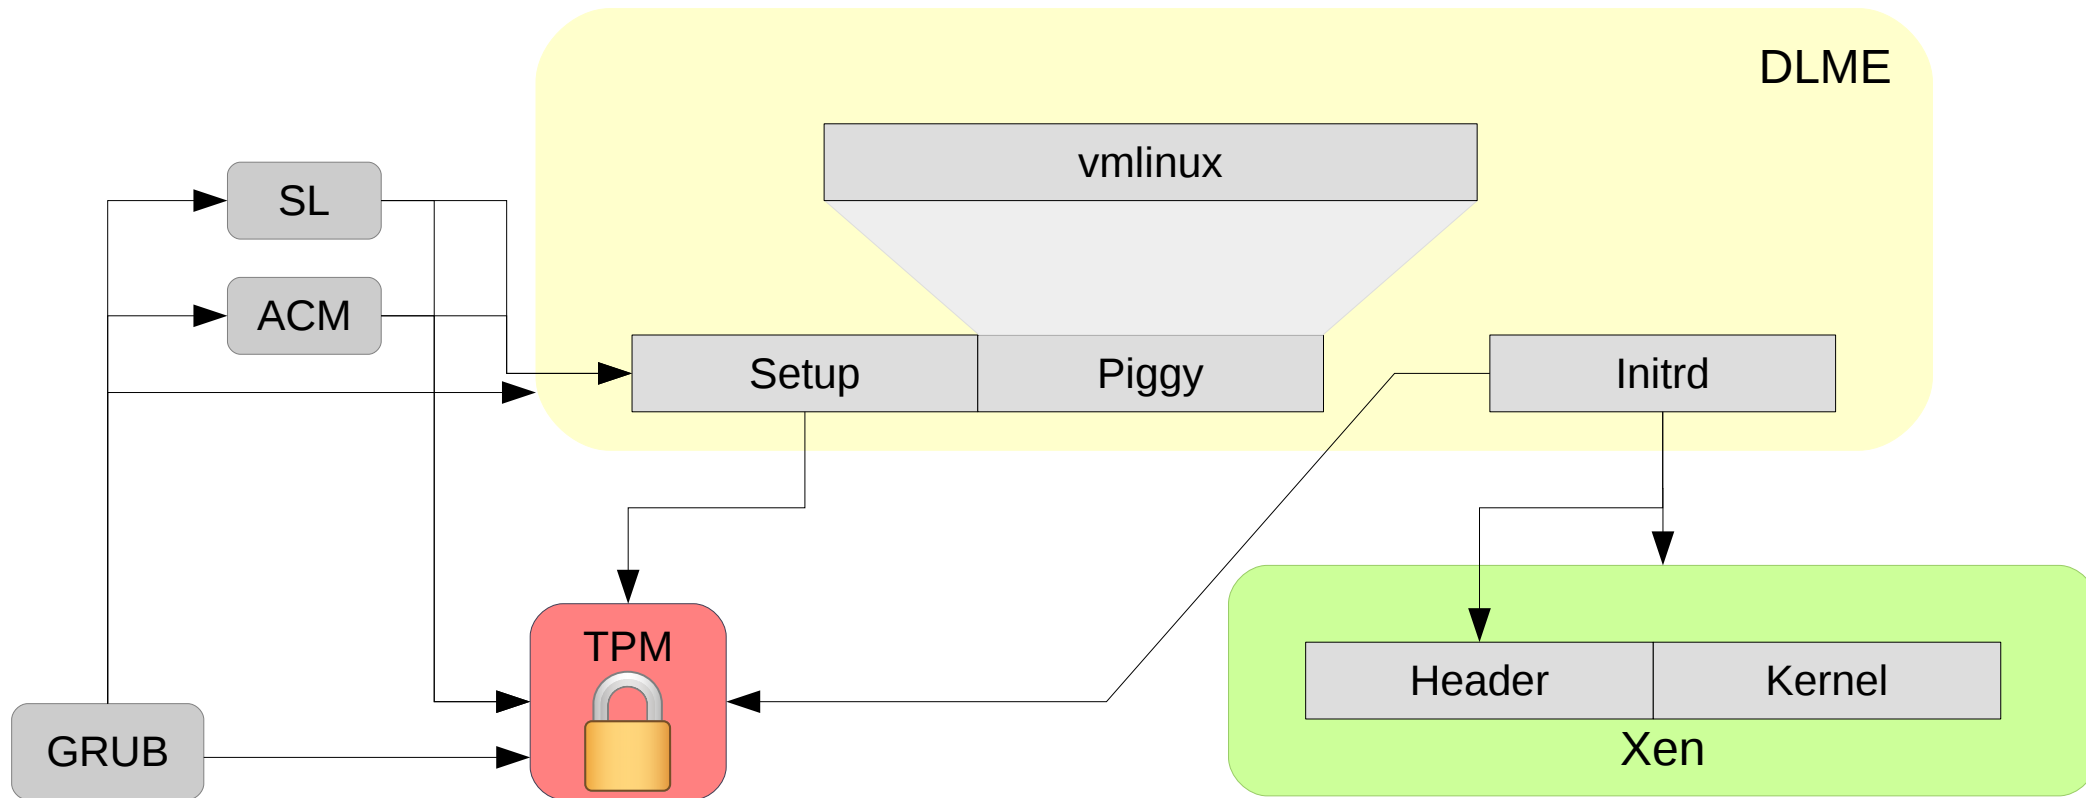 DLME
vmlinux
SL
ACM
Setup
Piggy
Initrd
TPM
Header
Kernel
GRUB
Xen